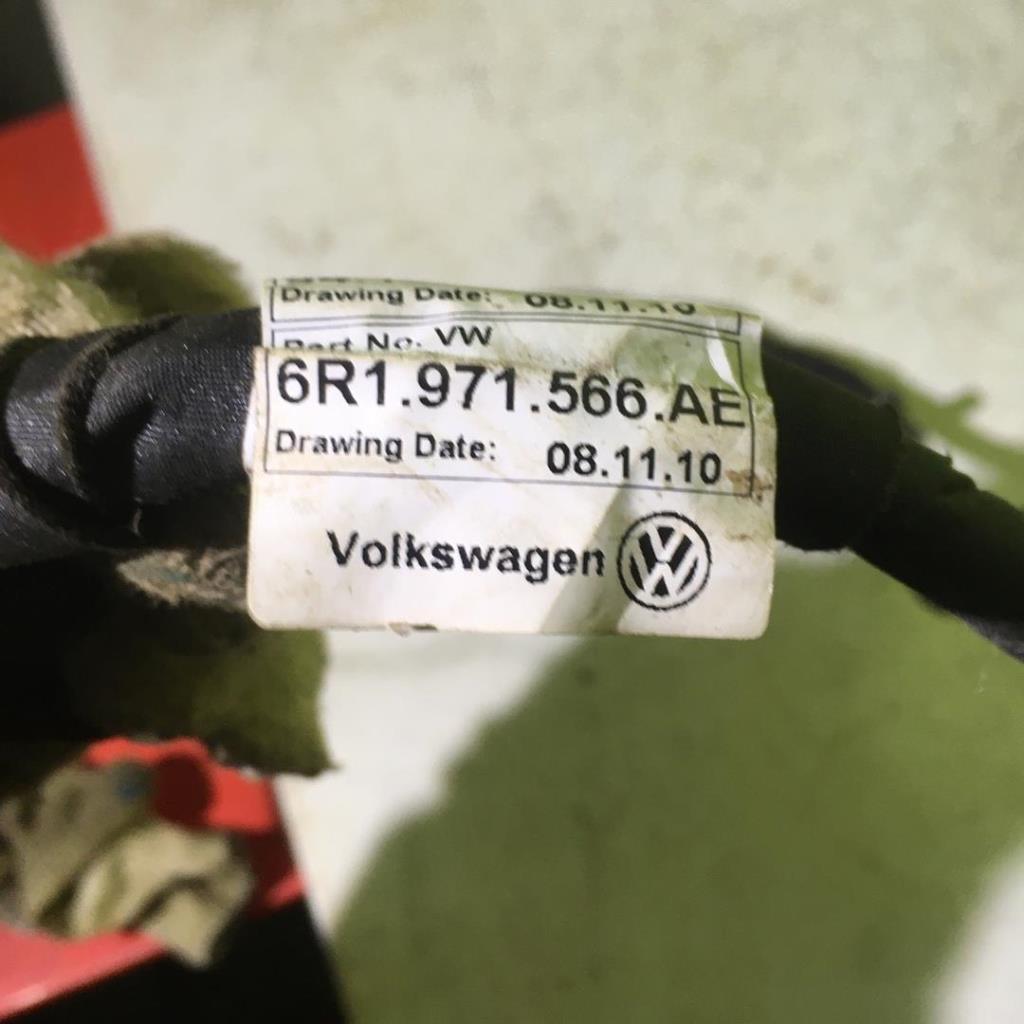 Drawing Date: 08.11.10
Part No. VW
6R1.971.566.AE
Drawing Date: 08.11.10
Volkswagen